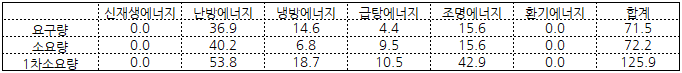 신재생에너지 난방에너지 냉방에너지 급탕에너지 조명에너지 환기에너지 합계
요구량 0.0 36.9 14.6 4.4 15.6 0.0 71.5
소요량 0.0 40.2 6.8 9.5 15.6 0.0 72.2
1차소요량 0.0 53.8 18.7 10.5 42.9 0.0 125.9